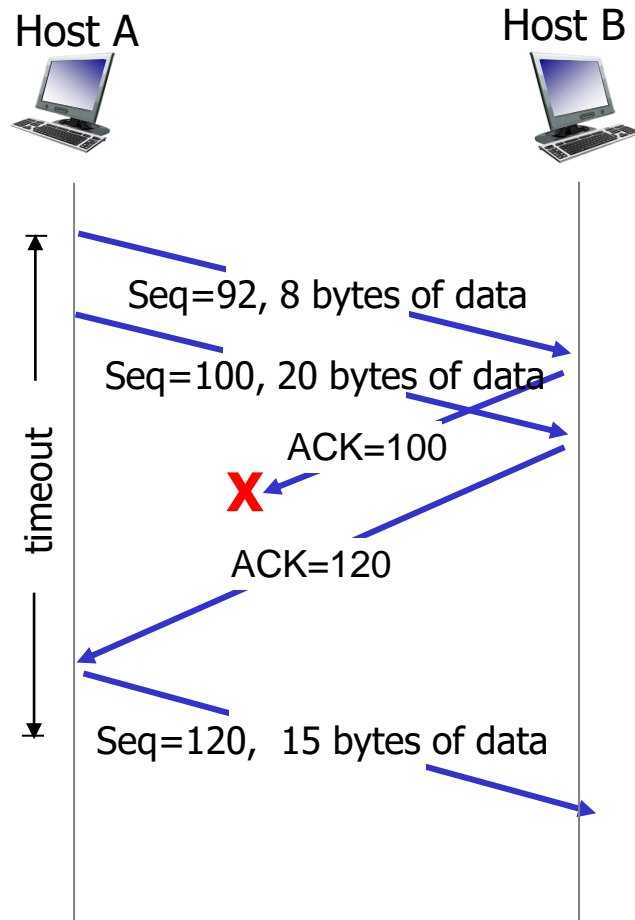 Host A
Host B
Seq=92, 8 bytes of data
Seq=100, 20 bytes of data
ACK=100
X
timeout
ACK=120
Seq=120, 15 bytes of data